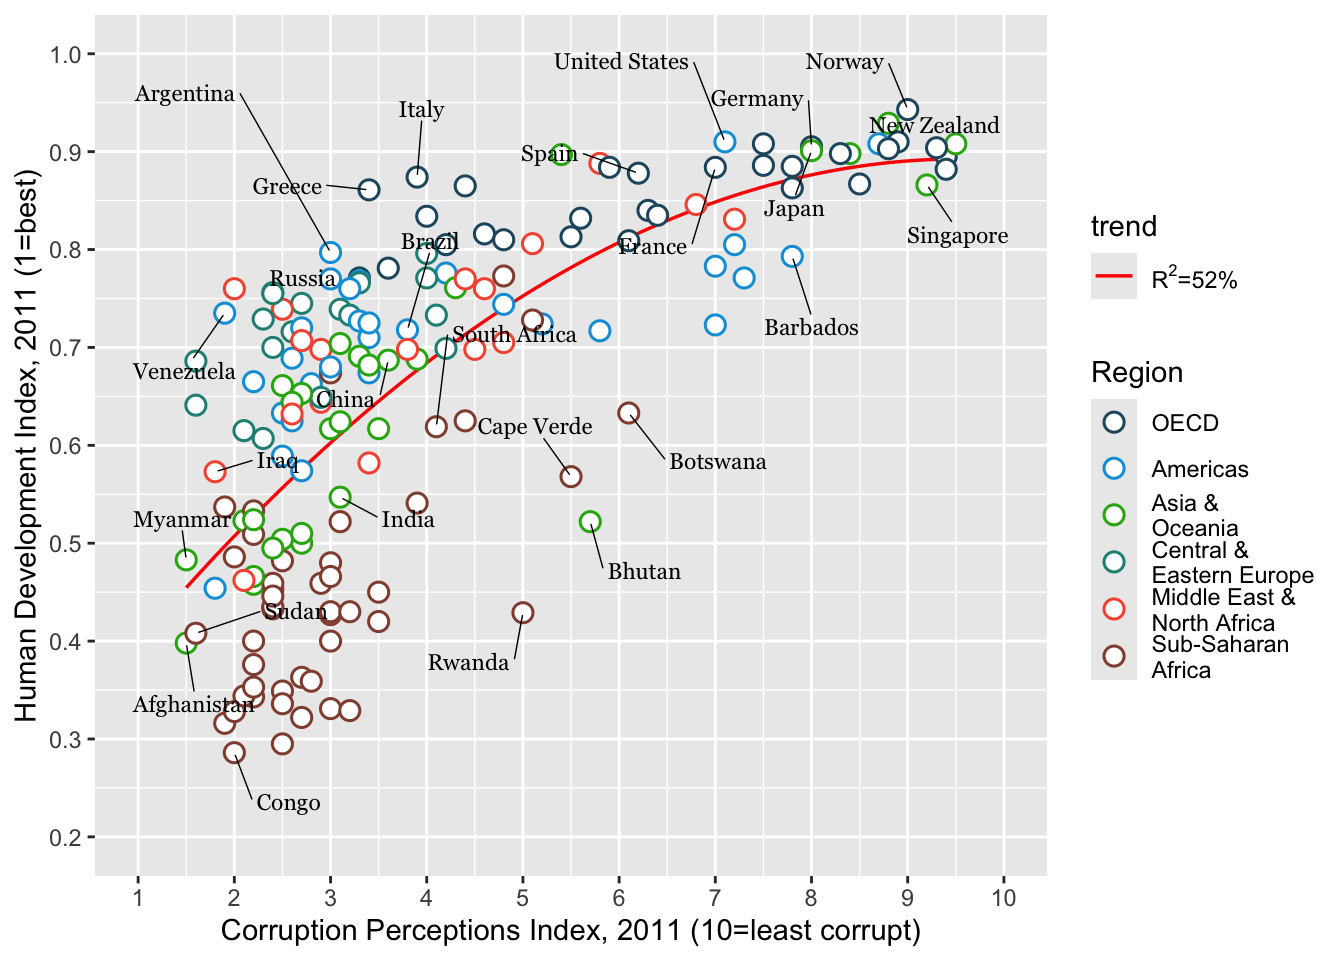 1.0
0.9
0.8
0.7
0.6
0.5
0.4
0.3
0.2
Human Development Index, 2011 (1=best)
1 2 3 4 5 6 7 8 9 10
Corruption Perceptions Index, 2011 (10=least corrupt)
United States
Norway
Argentina
Germany
Italy
New Zealand
Spain
Greece
Japan
Singapore
Brazil
France
Russia
Barbados
South Africa
Venezuela
China
Cape Verde
Iraq
Botswana
Myanmar
India
Bhutan
Sudan
Rwanda
Afghanistan
Congo
trend
R²=52%
Region
OECD
Americas
Asia &
Oceania
Central &
Eastern Europe
Middle East &
North Africa
Sub-Saharan
Africa